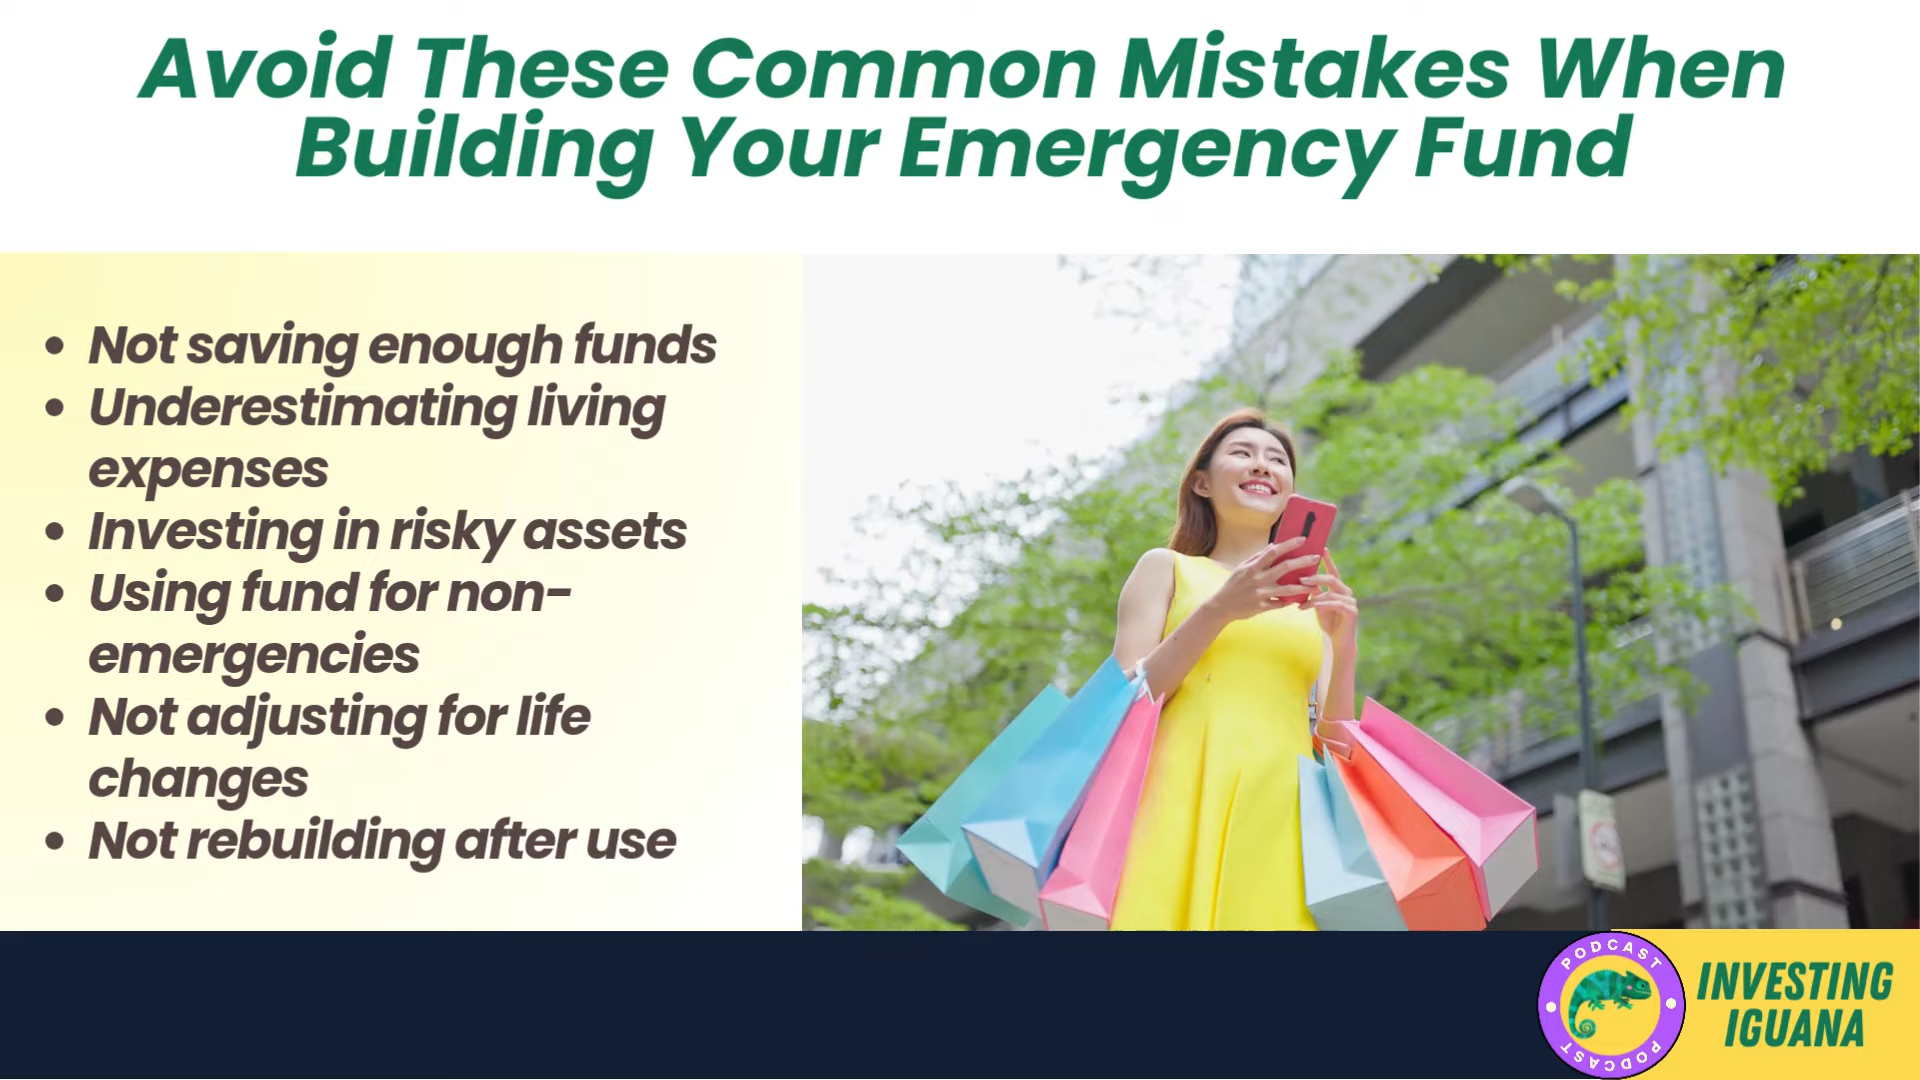 Avoid These Common Mistakes When
Building Your Emergency Fund
• Not saving enough funds
• Underestimating living
expenses
• Investing in risky assets
• Using fund for non-
emergencies
• Not adjusting for life
changes
• Not rebuilding after use
PODCAST
PODCAST
INVESTING
IGUANA